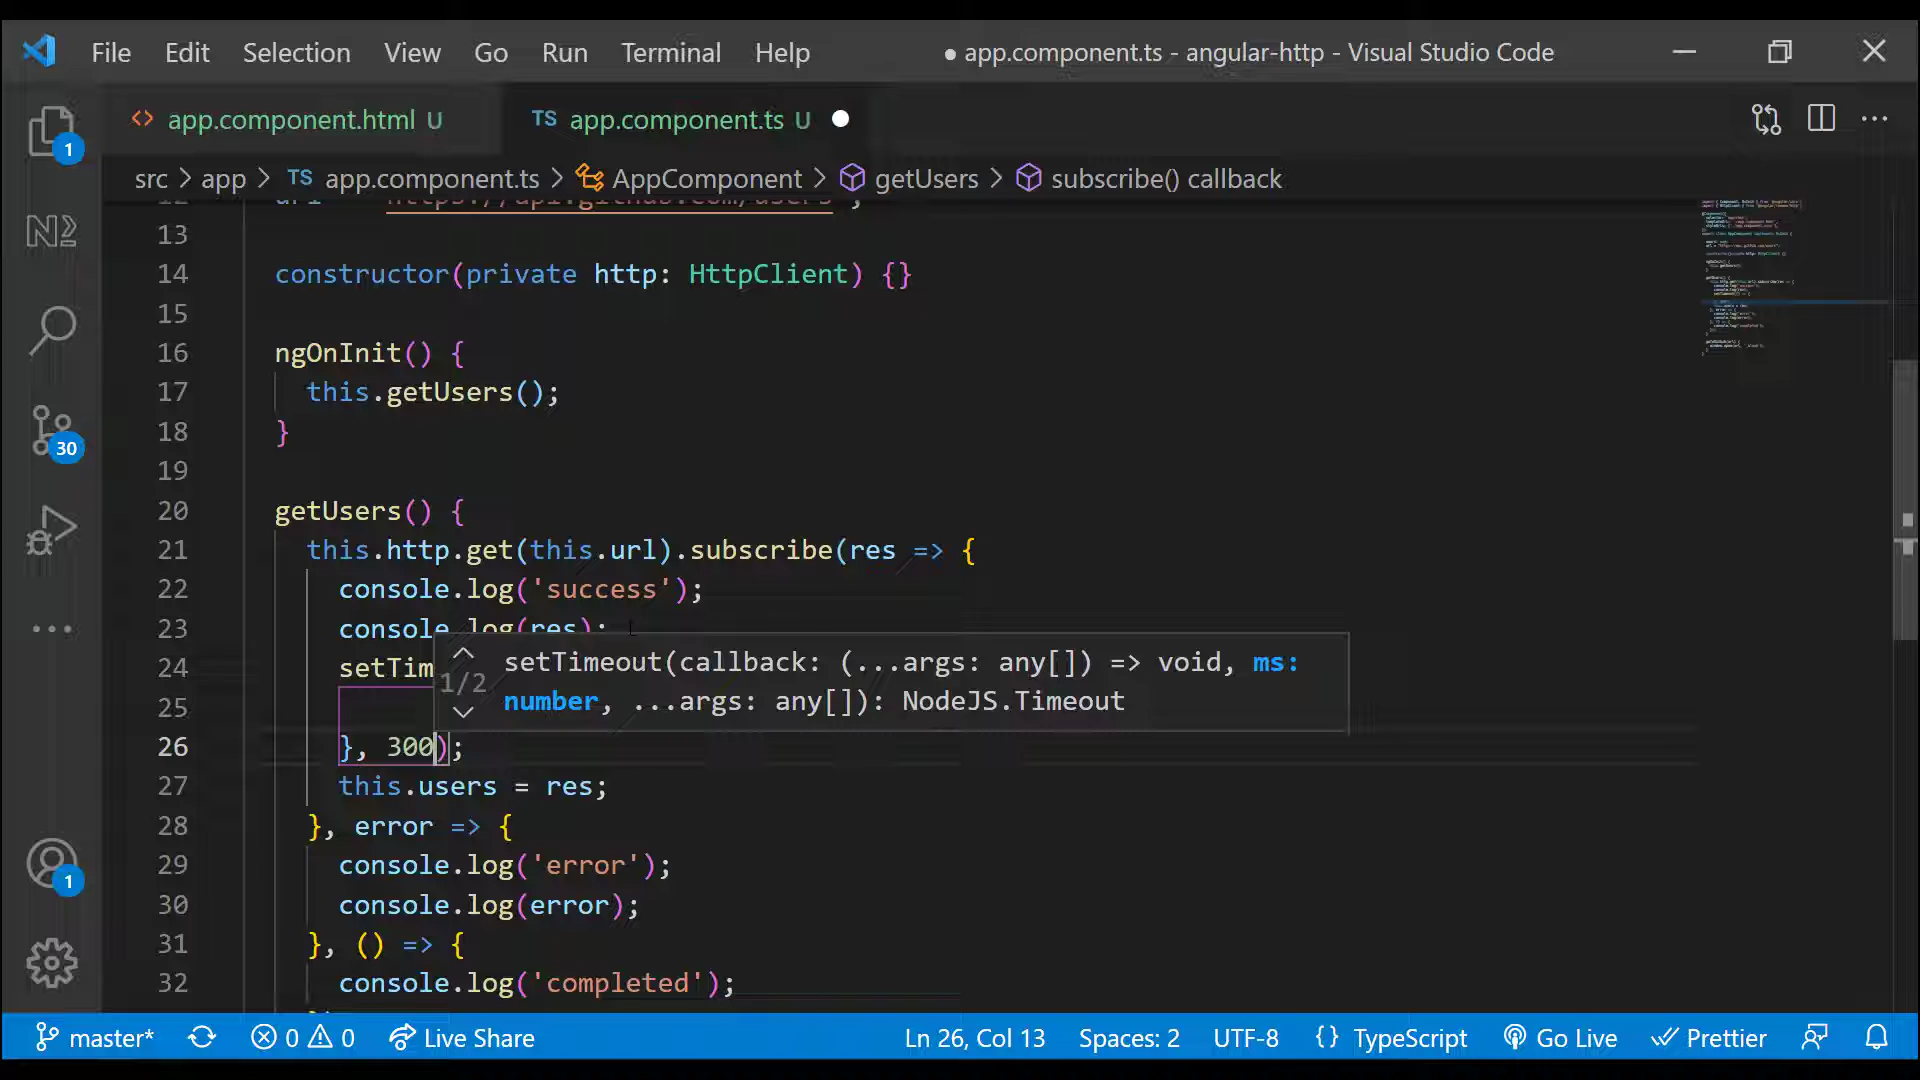 File Edit Selection View Go Run Terminal Help ● app.component.ts - angular-http - Visual Studio Code
<> app.component.html U TS app.component.ts U
src > app > TS app.component.ts > AppComponent > getUsers > subscribe() callback
13
14 constructor(private http: HttpClient) {}
15
16 ngOnInit() {
17 this.getUsers();
18 }
19
20 getUsers() {
21 this.http.get(this.url).subscribe(res => {
22 console.log('success');
23 console.log(res);
24 setTim
setTimeout(callback: (...args: any[]) => void, ms:
1/2
number, ...args: any[]): NodeJS.Timeout
25
26 }, 300);
27 this.users = res;
28 }, error => {
29 console.log('error');
30 console.log(error);
31 }, () => {
32 console.log('completed');
1
30
1
master* 0 0 Live Share Ln 26, Col 13 Spaces: 2 UTF-8 {} TypeScript Go Live Prettier